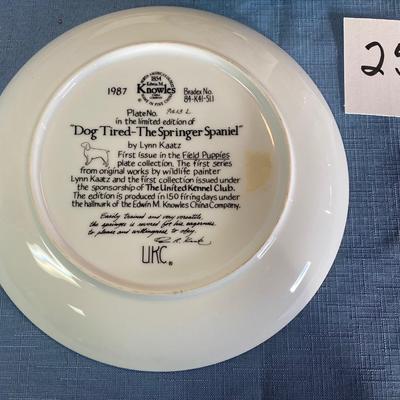 1987
1854
Edwin M.
Knowles
Bradex No.
84-K41-5L1
Plate No.
in the limited edition of
"Dog Tired-The Springer Spaniel"
by Lynn Kaatz
First issue in the Field Puppies
plate collection. The first series
from original works by wildlife painter
Lynn Kaatz and the first collection issued under
the sponsorship of The United Kennel Club.
The edition is produced in 150 firing days under
the hallmark of the Edwin M. Knowles China Company.
Easily trained and very versatile,
the springer is revered for his eagerness
to please and willingness to obey.
UKC®